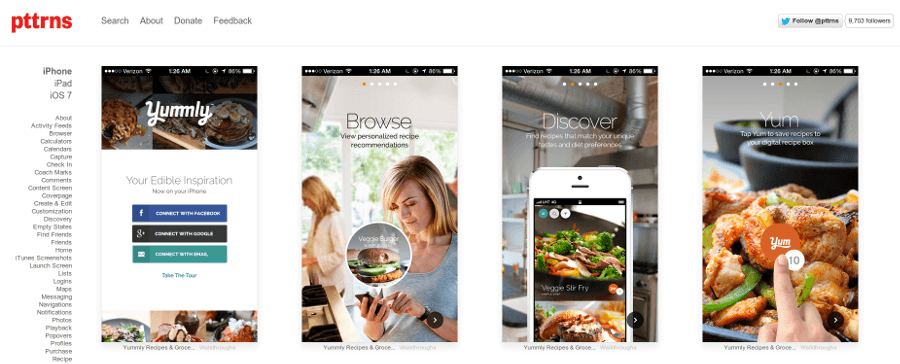 pttrns
Search About Donate Feedback
Follow @pttrns
9,703 followers
iPhone
iPad
iOS 7
About
Activity Feeds
Browser
Calculators
Calendars
Capture
Check In
Coach Marks
Comments
Content Screen
Coverpage
Create & Edit
Customization
Discovery
Empty States
Find Friends
Friends
Home
iTunes Screenshots
Launch Screen
Lists
Logins
Maps
Messaging
Navigations
Notifications
Photos
Playback
Popovers
Profiles
Purchase
Recipe
Verizon 1:26 AM 86%
Yummly
Your Edible Inspiration
Now on your iPhone
f CONNECT WITH FACEBOOK
g+ CONNECT WITH GOOGLE
CONNECT WITH EMAIL
Take The Tour
Yummly Recipes & Groce... Walkthroughs
Verizon 1:26 AM 86%
Browse
View personalized recipe
recommendations
Veggie Burger
Yummly Recipes & Groce... Walkthroughs
Verizon 1:26 AM 86%
Discover
Find recipes that match your unique
tastes and diet preferences
Veggie Stir Fry
Yum
Yummly Recipes & Groce... Walkthroughs
Verizon 1:26 AM 86%
Yum
Tap Yum to save recipes to
your digital recipe box
Yum
10
Yummly Recipes & Groce... Walkthroughs